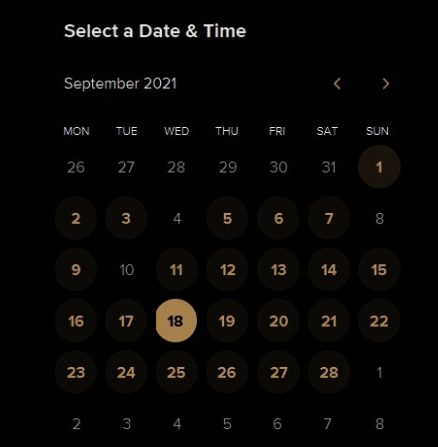 Select a Date & Time
September 2021
MON TUE WED THU FRI SAT SUN
26 27 28 29 30 31 1
2 3 4 5 6 7 8
9 10 11 12 13 14 15
16 17 18 19 20 21 22
23 24 25 26 27 28 1
2 3 4 5 6 7 8